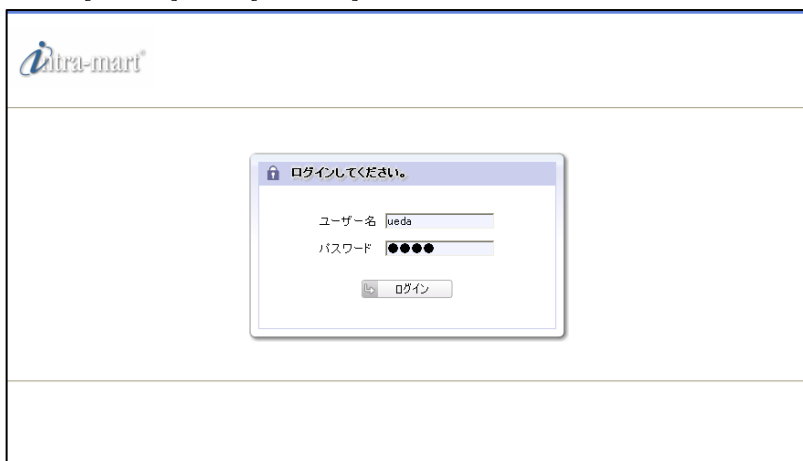 intra-mart®
ログインしてください。
ユーザー名 ueda
パスワード ●●●●
ログイン